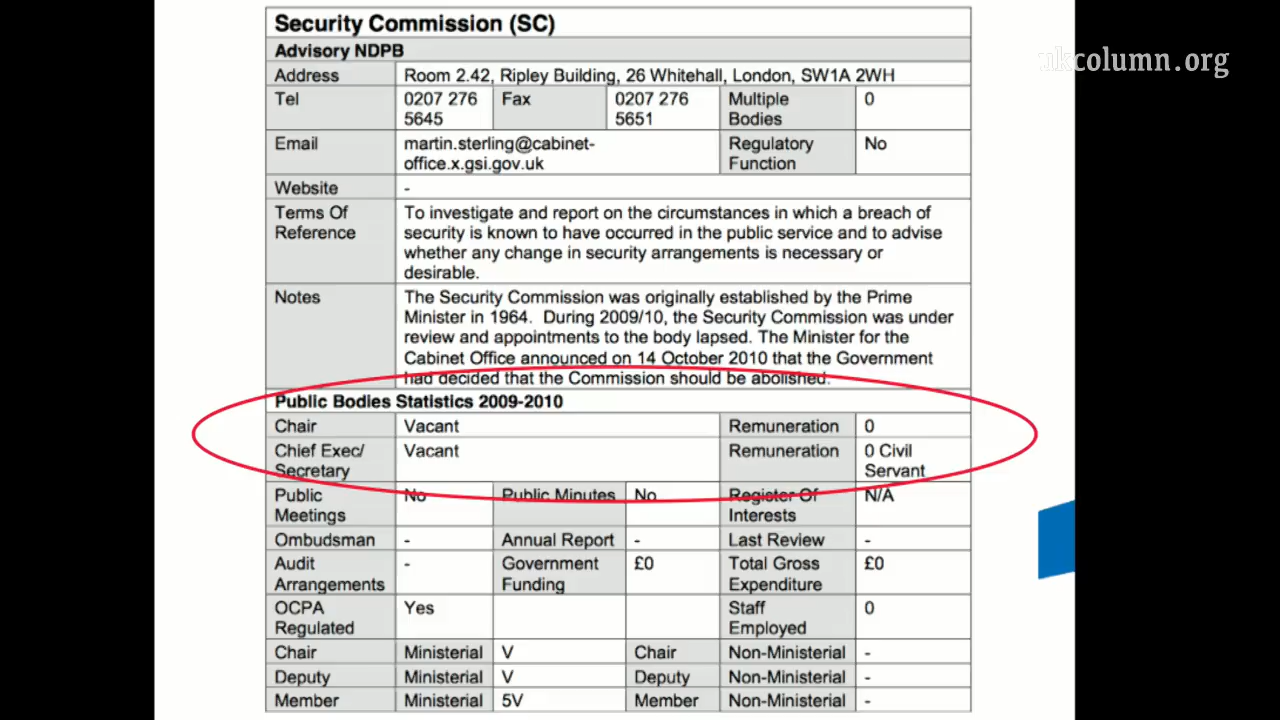 Security Commission (SC)
Advisory NDPB
Address Room 2.42, Ripley Building, 26 Whitehall, London, SW1A 2WH
Tel 0207 276 5645 Fax 0207 276 5651 Multiple Bodies 0
Email martin.sterling@cabinet-office.x.gsi.gov.uk Regulatory Function No
Website -
Terms Of Reference
To investigate and report on the circumstances in which a breach of
security is known to have occurred in the public service and to advise
whether any change in security arrangements is necessary or
desirable.
Notes
The Security Commission was originally established by the Prime
Minister in 1964. During 2009/10, the Security Commission was under
review and appointments to the body lapsed. The Minister for the
Cabinet Office announced on 14 October 2010 that the Government
had decided that the Commission should be abolished.
Public Bodies Statistics 2009-2010
Chair Vacant Remuneration 0
Chief Exec/ Secretary Vacant Remuneration 0 Civil Servant
Public Meetings No Public Minutes No Register Of Interests N/A
Ombudsman - Annual Report - Last Review -
Audit Arrangements - Government Funding £0 Total Gross Expenditure £0
OCPA Regulated Yes Staff Employed 0
Chair Ministerial V Chair Non-Ministerial -
Deputy Ministerial V Deputy Non-Ministerial -
Member Ministerial 5V Member Non-Ministerial -